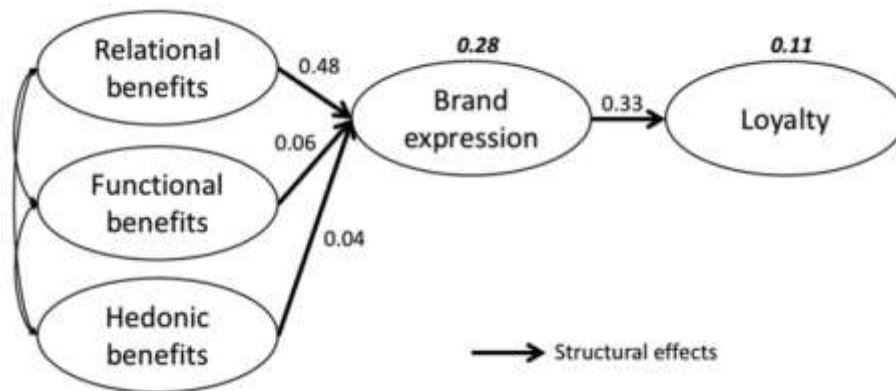 Relational
benefits
0.48
0.28
Brand
expression
0.33
0.11
Loyalty
0.06
Functional
benefits
0.04
Hedonic
benefits
Structural effects